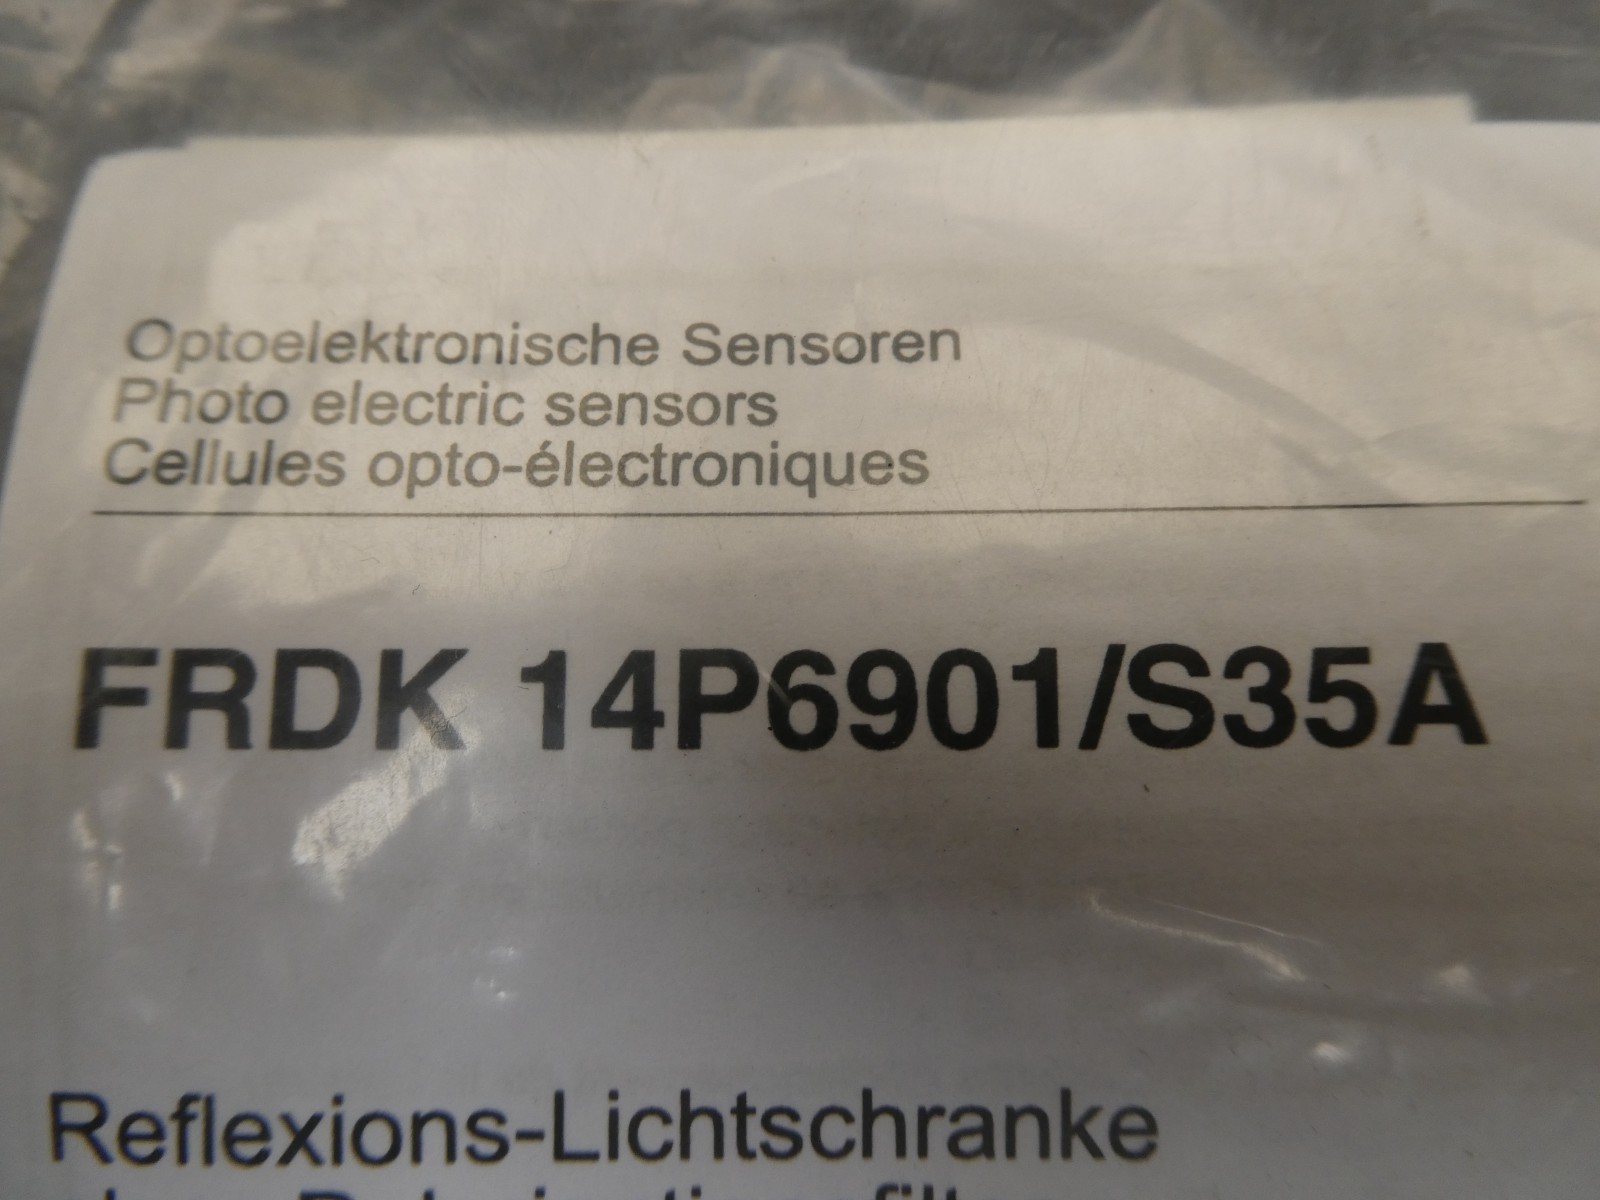 Optoelektronische Sensoren
Photo electric sensors
Cellules opto-électroniques
FRDK 14P6901/S35A
Reflexions-Lichtschranke